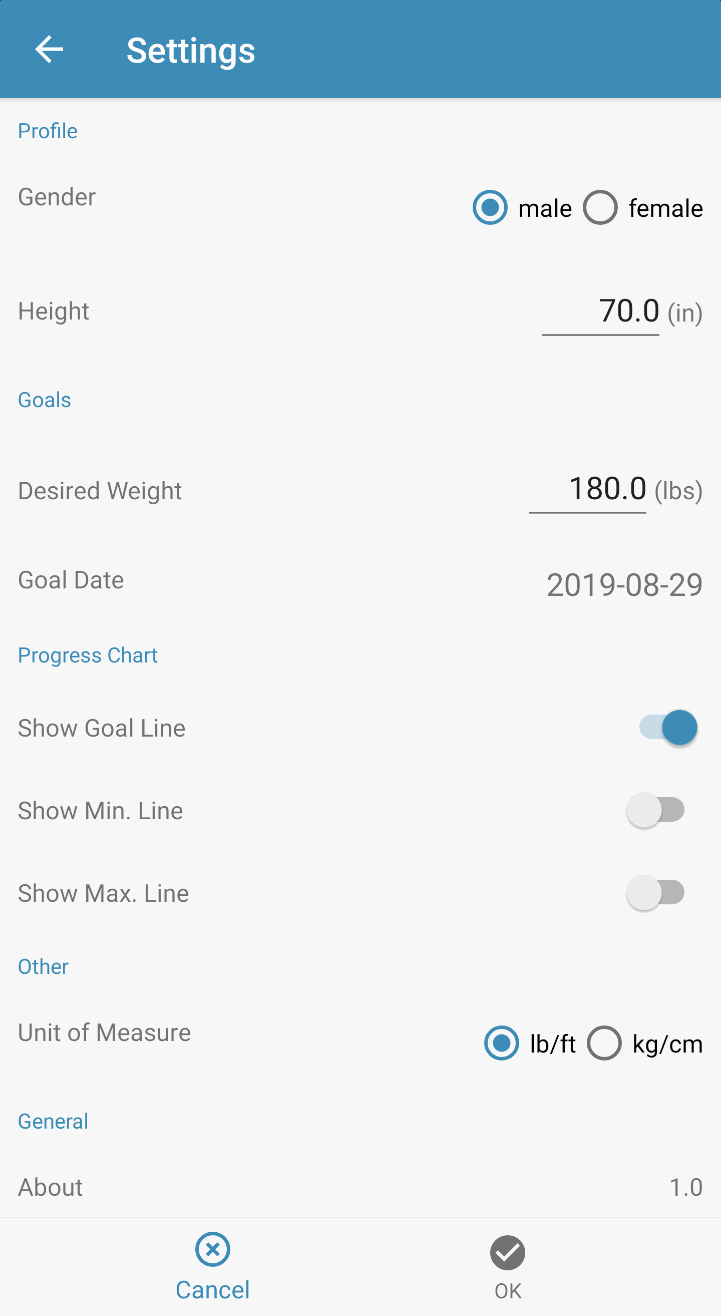 Settings
Profile
Gender male female
Height 70.0 (in)
Goals
Desired Weight 180.0 (lbs)
Goal Date 2019-08-29
Progress Chart
Show Goal Line
Show Min. Line
Show Max. Line
Other
Unit of Measure lb/ft kg/cm
General
About 1.0
Cancel OK